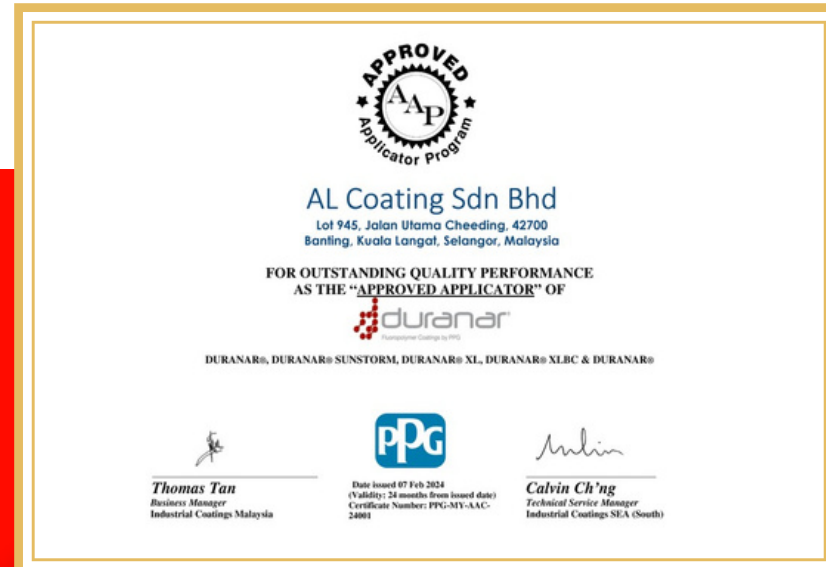 APPROVED
AAP
Applicator Program
AL Coating Sdn Bhd
Lot 945, Jalan Utama Cheeding, 42700
Banting, Kuala Langat, Selangor, Malaysia
FOR OUTSTANDING QUALITY PERFORMANCE
AS THE “APPROVED APPLICATOR” OF
duranar
Fluoropolymer Coatings by PPG
DURANAR®, DURANAR® SUNSTORM, DURANAR® XL, DURANAR® XLBC & DURANAR®
PPG
Thomas Tan
Business Manager
Industrial Coatings Malaysia
Date issued 07 Feb 2024
(Validity: 24 months from issued date)
Certificate Number: PPG-MY-AAC-
24001
Calvin Ch'ng
Technical Service Manager
Industrial Coatings SEA (South)